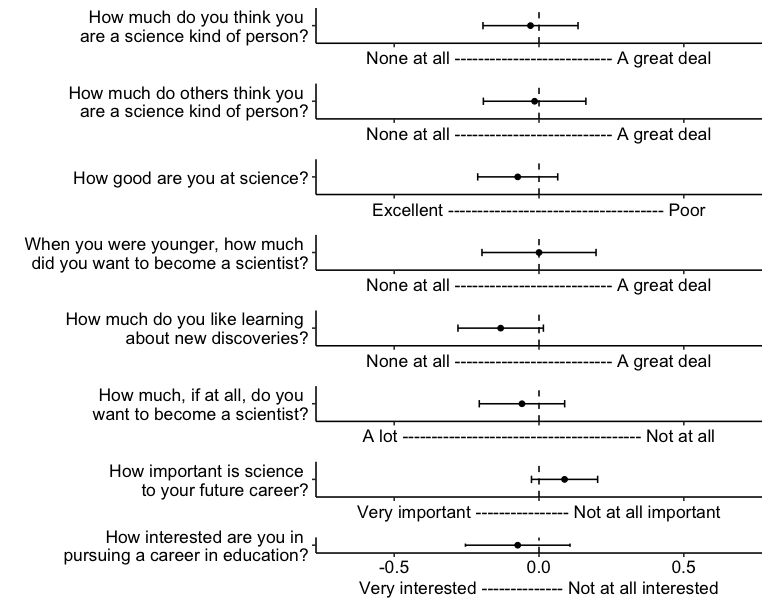 How much do you think you
are a science kind of person?
None at all ---------------------------- A great deal
How much do others think you
are a science kind of person?
None at all ---------------------------- A great deal
How good are you at science?
Excellent -------------------------------------- Poor
When you were younger, how much
did you want to become a scientist?
None at all ---------------------------- A great deal
How much do you like learning
about new discoveries?
None at all ---------------------------- A great deal
How much, if at all, do you
want to become a scientist?
A lot ------------------------------------------ Not at all
How important is science
to your future career?
Very important ---------------- Not at all important
How interested are you in
pursuing a career in education?
-0.5 0.0 0.5
Very interested -------------- Not at all interested